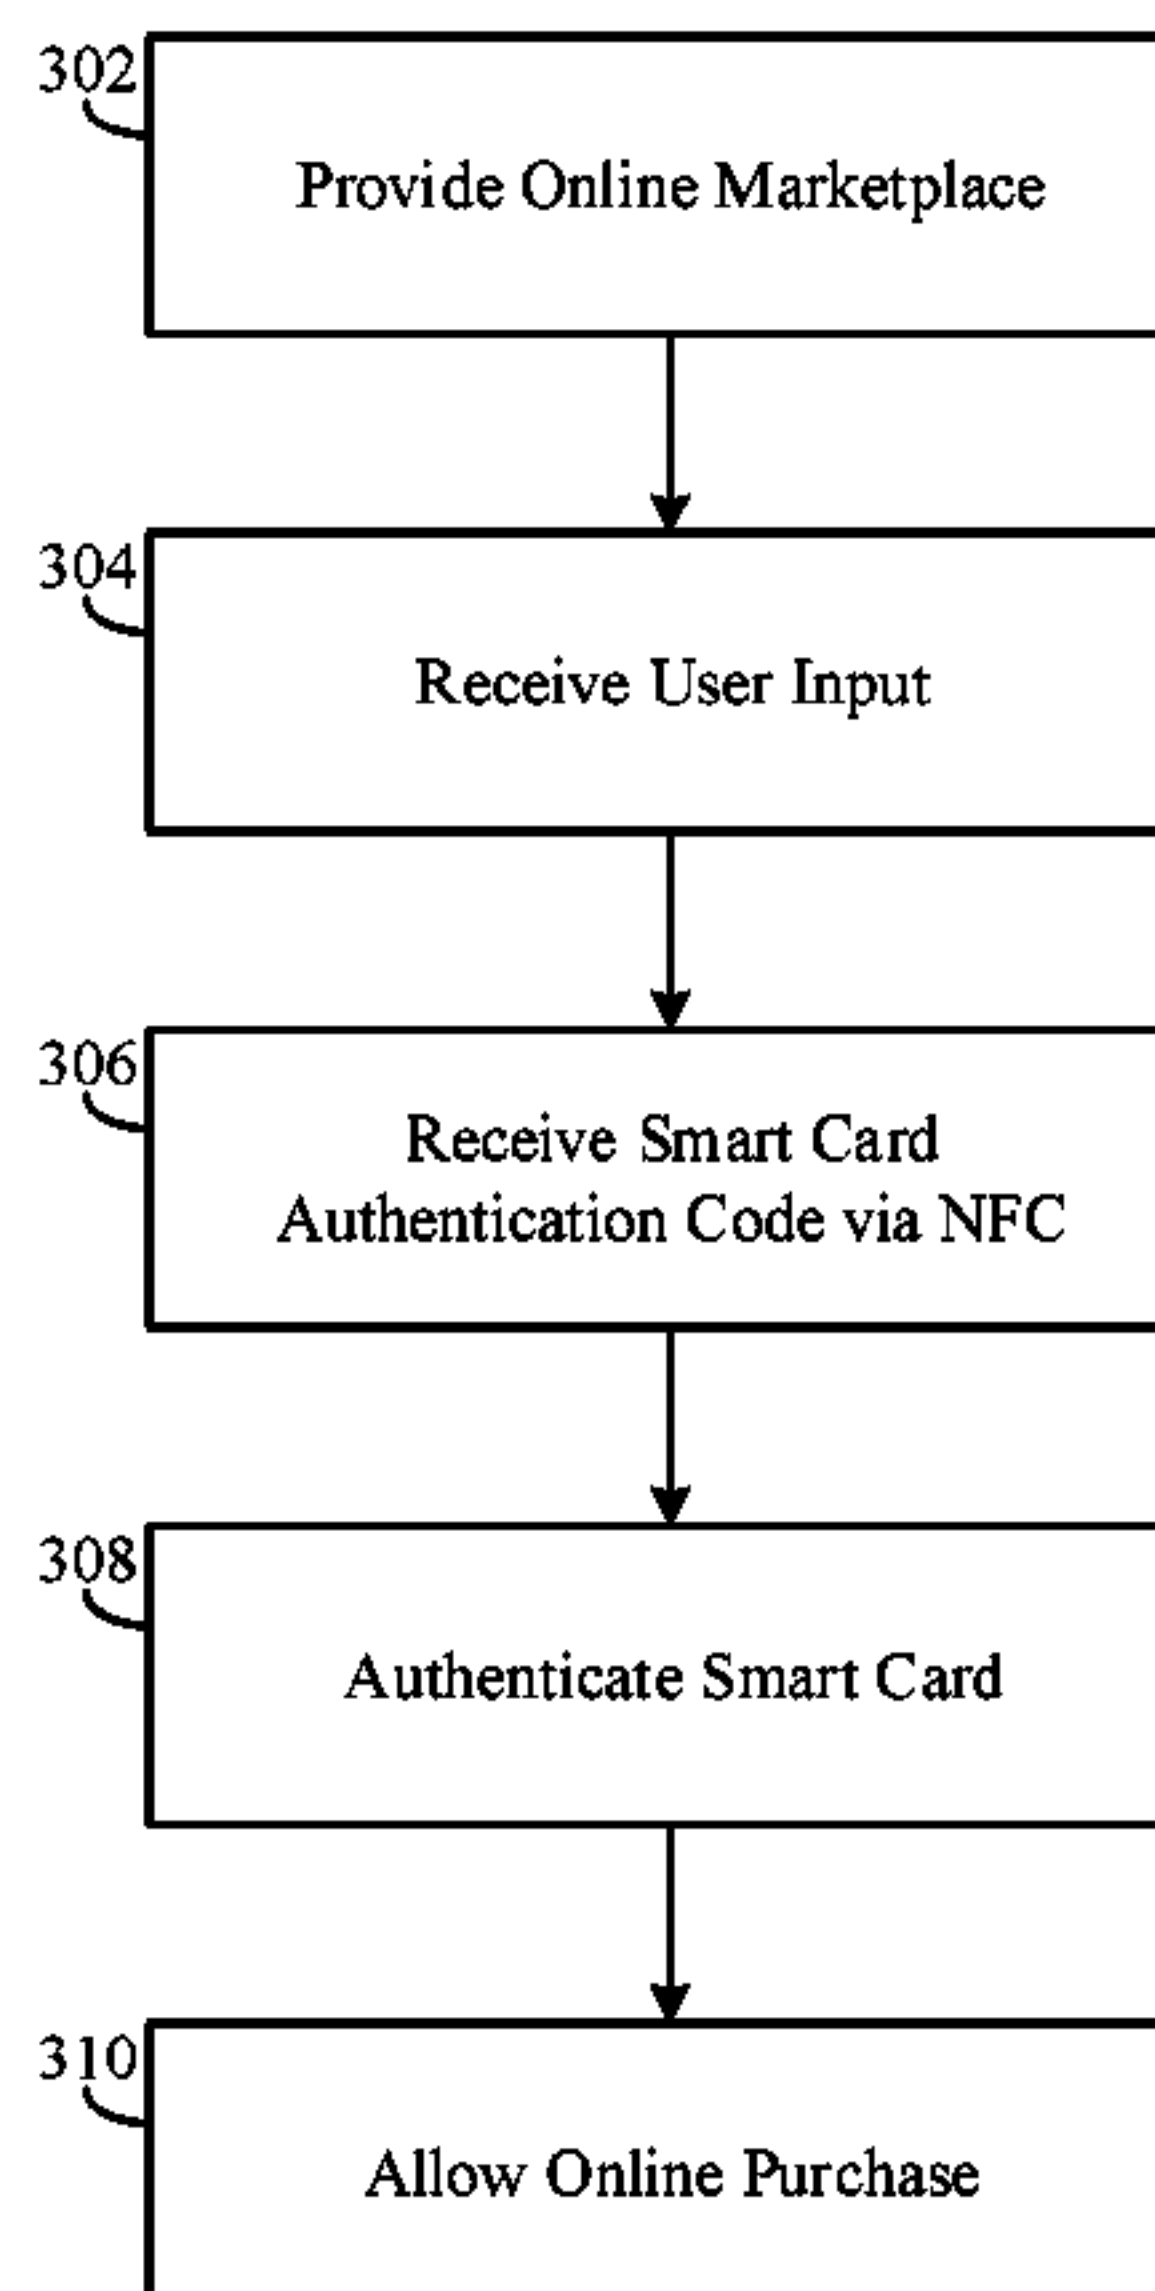 302
Provide Online Marketplace
304
Receive User Input
306
Receive Smart Card
Authentication Code via NFC
308
Authenticate Smart Card
310
Allow Online Purchase